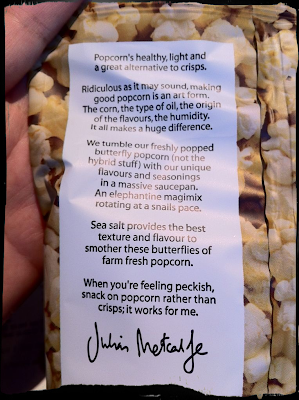 Popcorn's healthy, light and
a great alternative to crisps.
Ridiculous as it may sound, making
good popcorn is an art form.
The corn, the type of oil, the origin
of the flavours, the humidity.
It all makes a huge difference.
We tumble our freshly popped
butterfly popcorn (not the
hybrid stuff) with our unique
flavours and seasonings
in a massive saucepan.
An elephantine magimix
rotating at a snails pace.
Sea salt provides the best
texture and flavour to
smother these butterflies of
farm fresh popcorn.
When you're feeling peckish,
snack on popcorn rather than
crisps; it works for me.
Julian Metcalfe